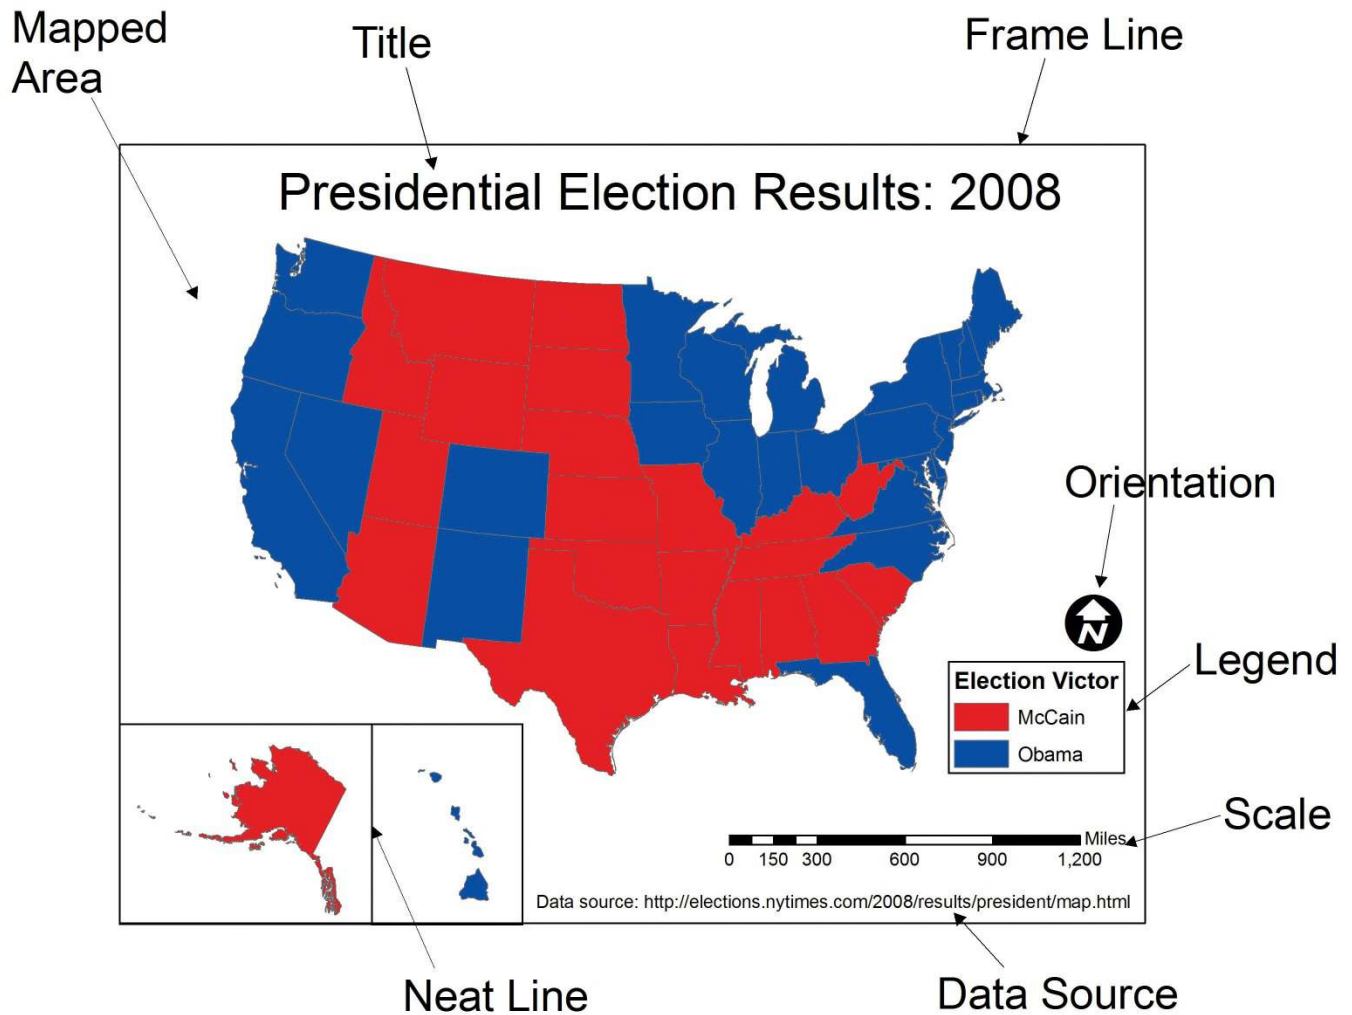 Mapped
Area
Title
Frame Line
Presidential Election Results: 2008
Orientation
N
Legend
Election Victor
McCain
Obama
Scale
Miles
0 150 300 600 900 1,200
Data source: http://elections.nytimes.com/2008/results/president/map.html
Neat Line
Data Source